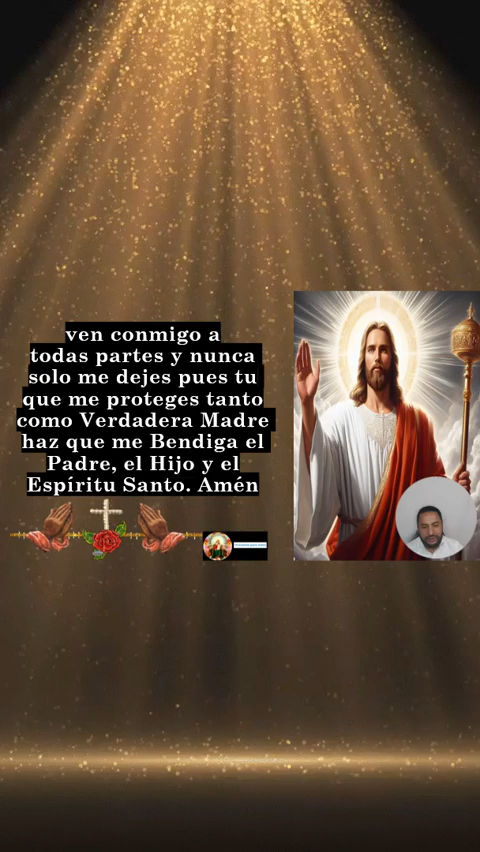 ven conmigo a
todas partes y nunca
solo me dejes pues tu
que me proteges tanto
como Verdadera Madre
haz que me Bendiga el
Padre, el Hijo y el
Espíritu Santo. Amén